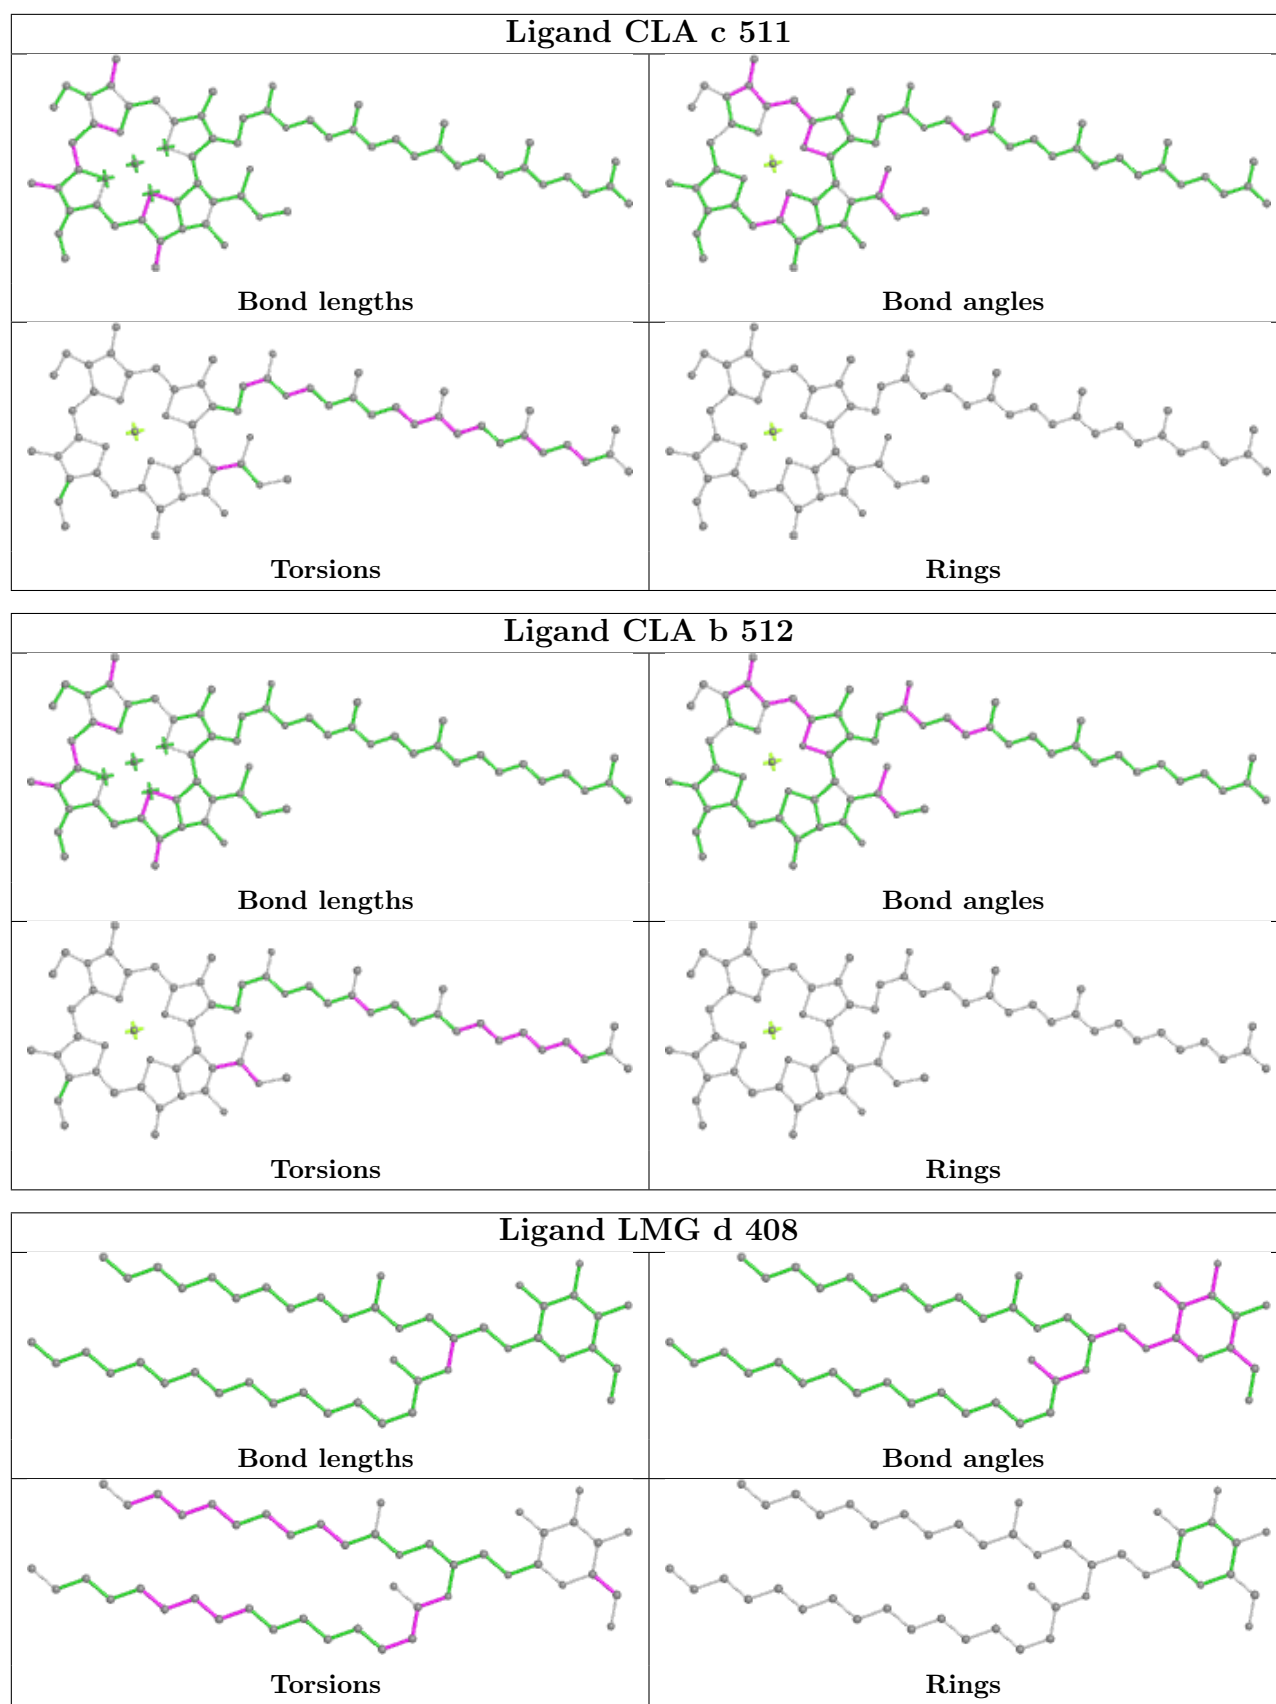 Ligand CLA c 511
Bond lengths
Bond angles
Torsions
Rings
Ligand CLA b 512
Bond lengths
Bond angles
Torsions
Rings
Ligand LMG d 408
Bond lengths
Bond angles
Torsions
Rings